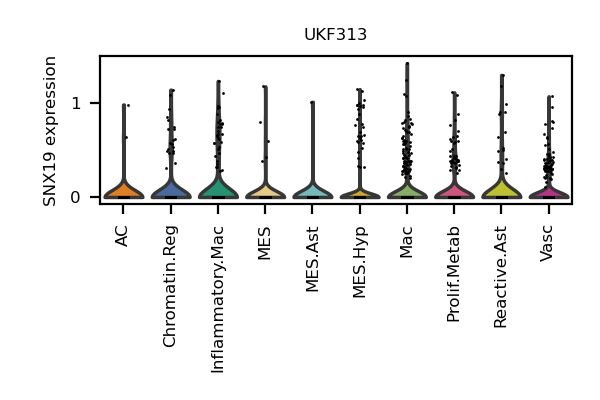 UKF313
SNX19 expression
1
0
AC
Chromatin.Reg
Inflammatory.Mac
MES
MES.Ast
MES.Hyp
Mac
Prolif.Metab
Reactive.Ast
Vasc